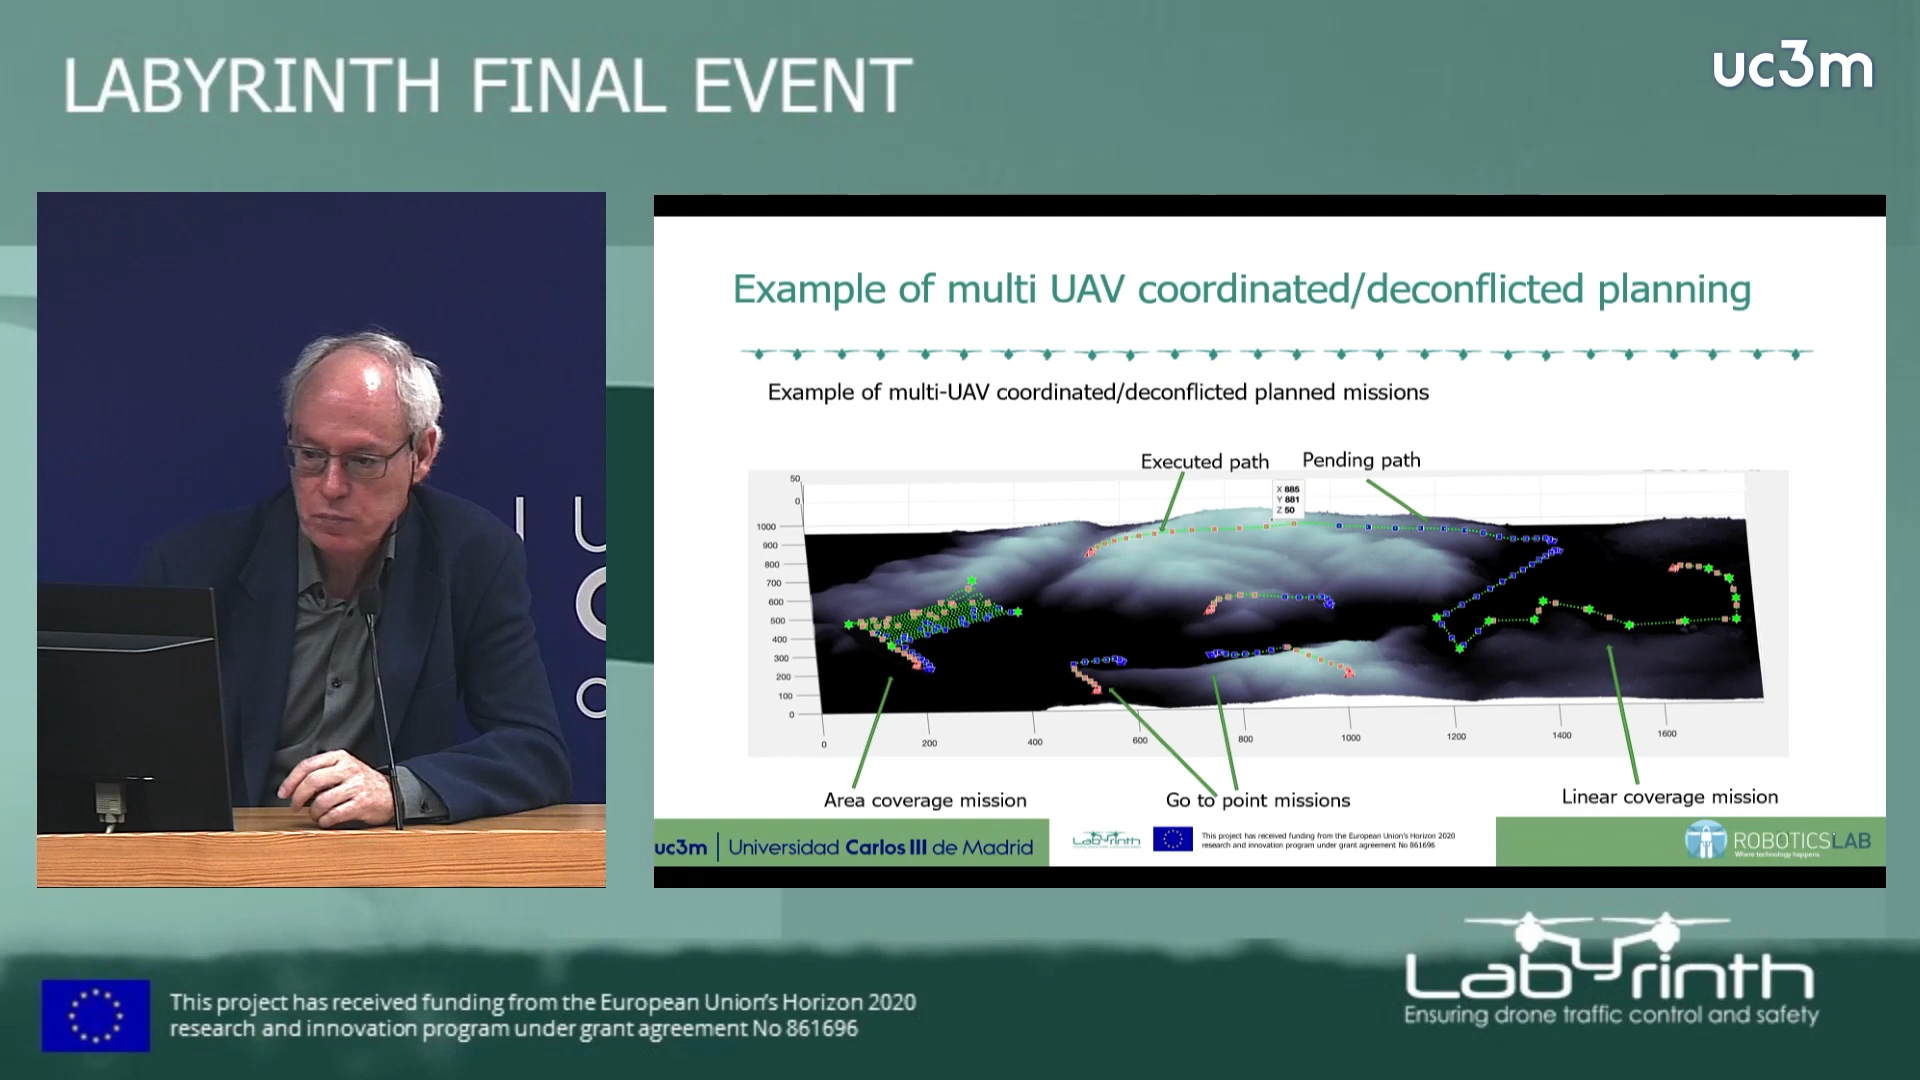 LABYRINTH FINAL EVENT
uc3m
Example of multi UAV coordinated/deconflicted planning
Example of multi-UAV coordinated/deconflicted planned missions
Executed path
Pending path
X 885
Y 881
Z 50
50
0
1000
900
800
700
600
500
400
300
200
100
0
0
200
400
600
800
1000
1200
1400
1600
Area coverage mission
Go to point missions
Linear coverage mission
uc3m | Universidad Carlos III de Madrid
Labyrinth
This project has received funding from the European Union's Horizon 2020
research and innovation program under grant agreement No 861696
ROBOTICSLAB
Where technology happens
This project has received funding from the European Union's Horizon 2020
research and innovation program under grant agreement No 861696
Labyrinth
Ensuring drone traffic control and safety